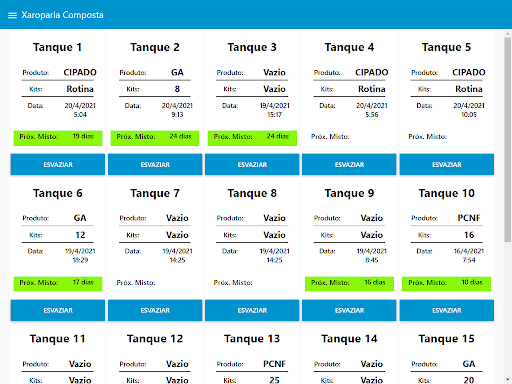 Xaroparia Composta
Tanque 1
Produto: CIPADO
Kits: Rotina
Data: 20/4/2021
5:04
Próx. Misto: 19 dias
ESVAZIAR
Tanque 2
Produto: GA
Kits: 8
Data: 20/4/2021
9:13
Próx. Misto: 24 dias
ESVAZIAR
Tanque 3
Produto: Vazio
Kits: Vazio
Data: 19/4/2021
15:17
Próx. Misto: 24 dias
ESVAZIAR
Tanque 4
Produto: CIPADO
Kits: Rotina
Data: 20/4/2021
5:56
Próx. Misto:
ESVAZIAR
Tanque 5
Produto: CIPADO
Kits: Rotina
Data: 20/4/2021
10:05
Próx. Misto:
ESVAZIAR
Tanque 6
Produto: GA
Kits: 12
Data: 19/4/2021
18:29
Próx. Misto: 17 dias
ESVAZIAR
Tanque 7
Produto: Vazio
Kits: Vazio
Data: 19/4/2021
14:25
Próx. Misto:
ESVAZIAR
Tanque 8
Produto: Vazio
Kits: Vazio
Data: 19/4/2021
14:25
Próx. Misto:
ESVAZIAR
Tanque 9
Produto: Vazio
Kits: Vazio
Data: 19/4/2021
8:45
Próx. Misto: 16 dias
ESVAZIAR
Tanque 10
Produto: PCNF
Kits: 16
Data: 16/4/2021
7:54
Próx. Misto: 10 dias
ESVAZIAR
Tanque 11
Produto: Vazio
Kits: Vazio
Tanque 12
Produto: Vazio
Kits: Vazio
Tanque 13
Produto: PCNF
Kits: 25
Tanque 14
Produto: Vazio
Kits: Vazio
Tanque 15
Produto: GA
Kits: 20